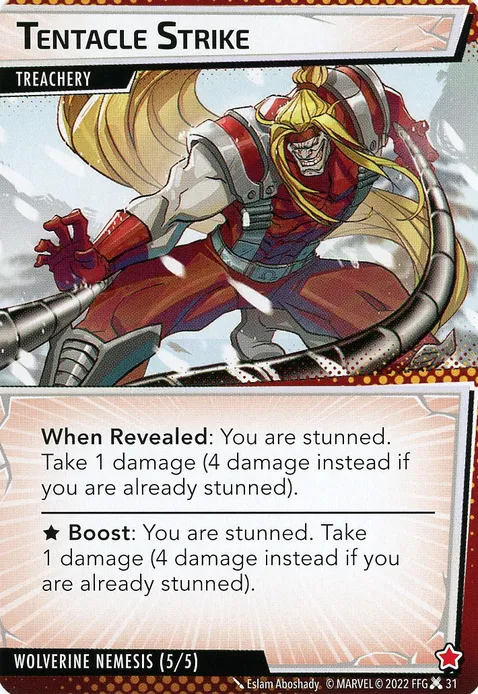 Tentacle Strike
TREACHERY
When Revealed: You are stunned.
Take 1 damage (4 damage instead if
you are already stunned).
★ Boost: You are stunned. Take
1 damage (4 damage instead if you
are already stunned).
WOLVERINE NEMESIS (5/5)
Eslam Aboshady. © MARVEL © 2022 FFG 31